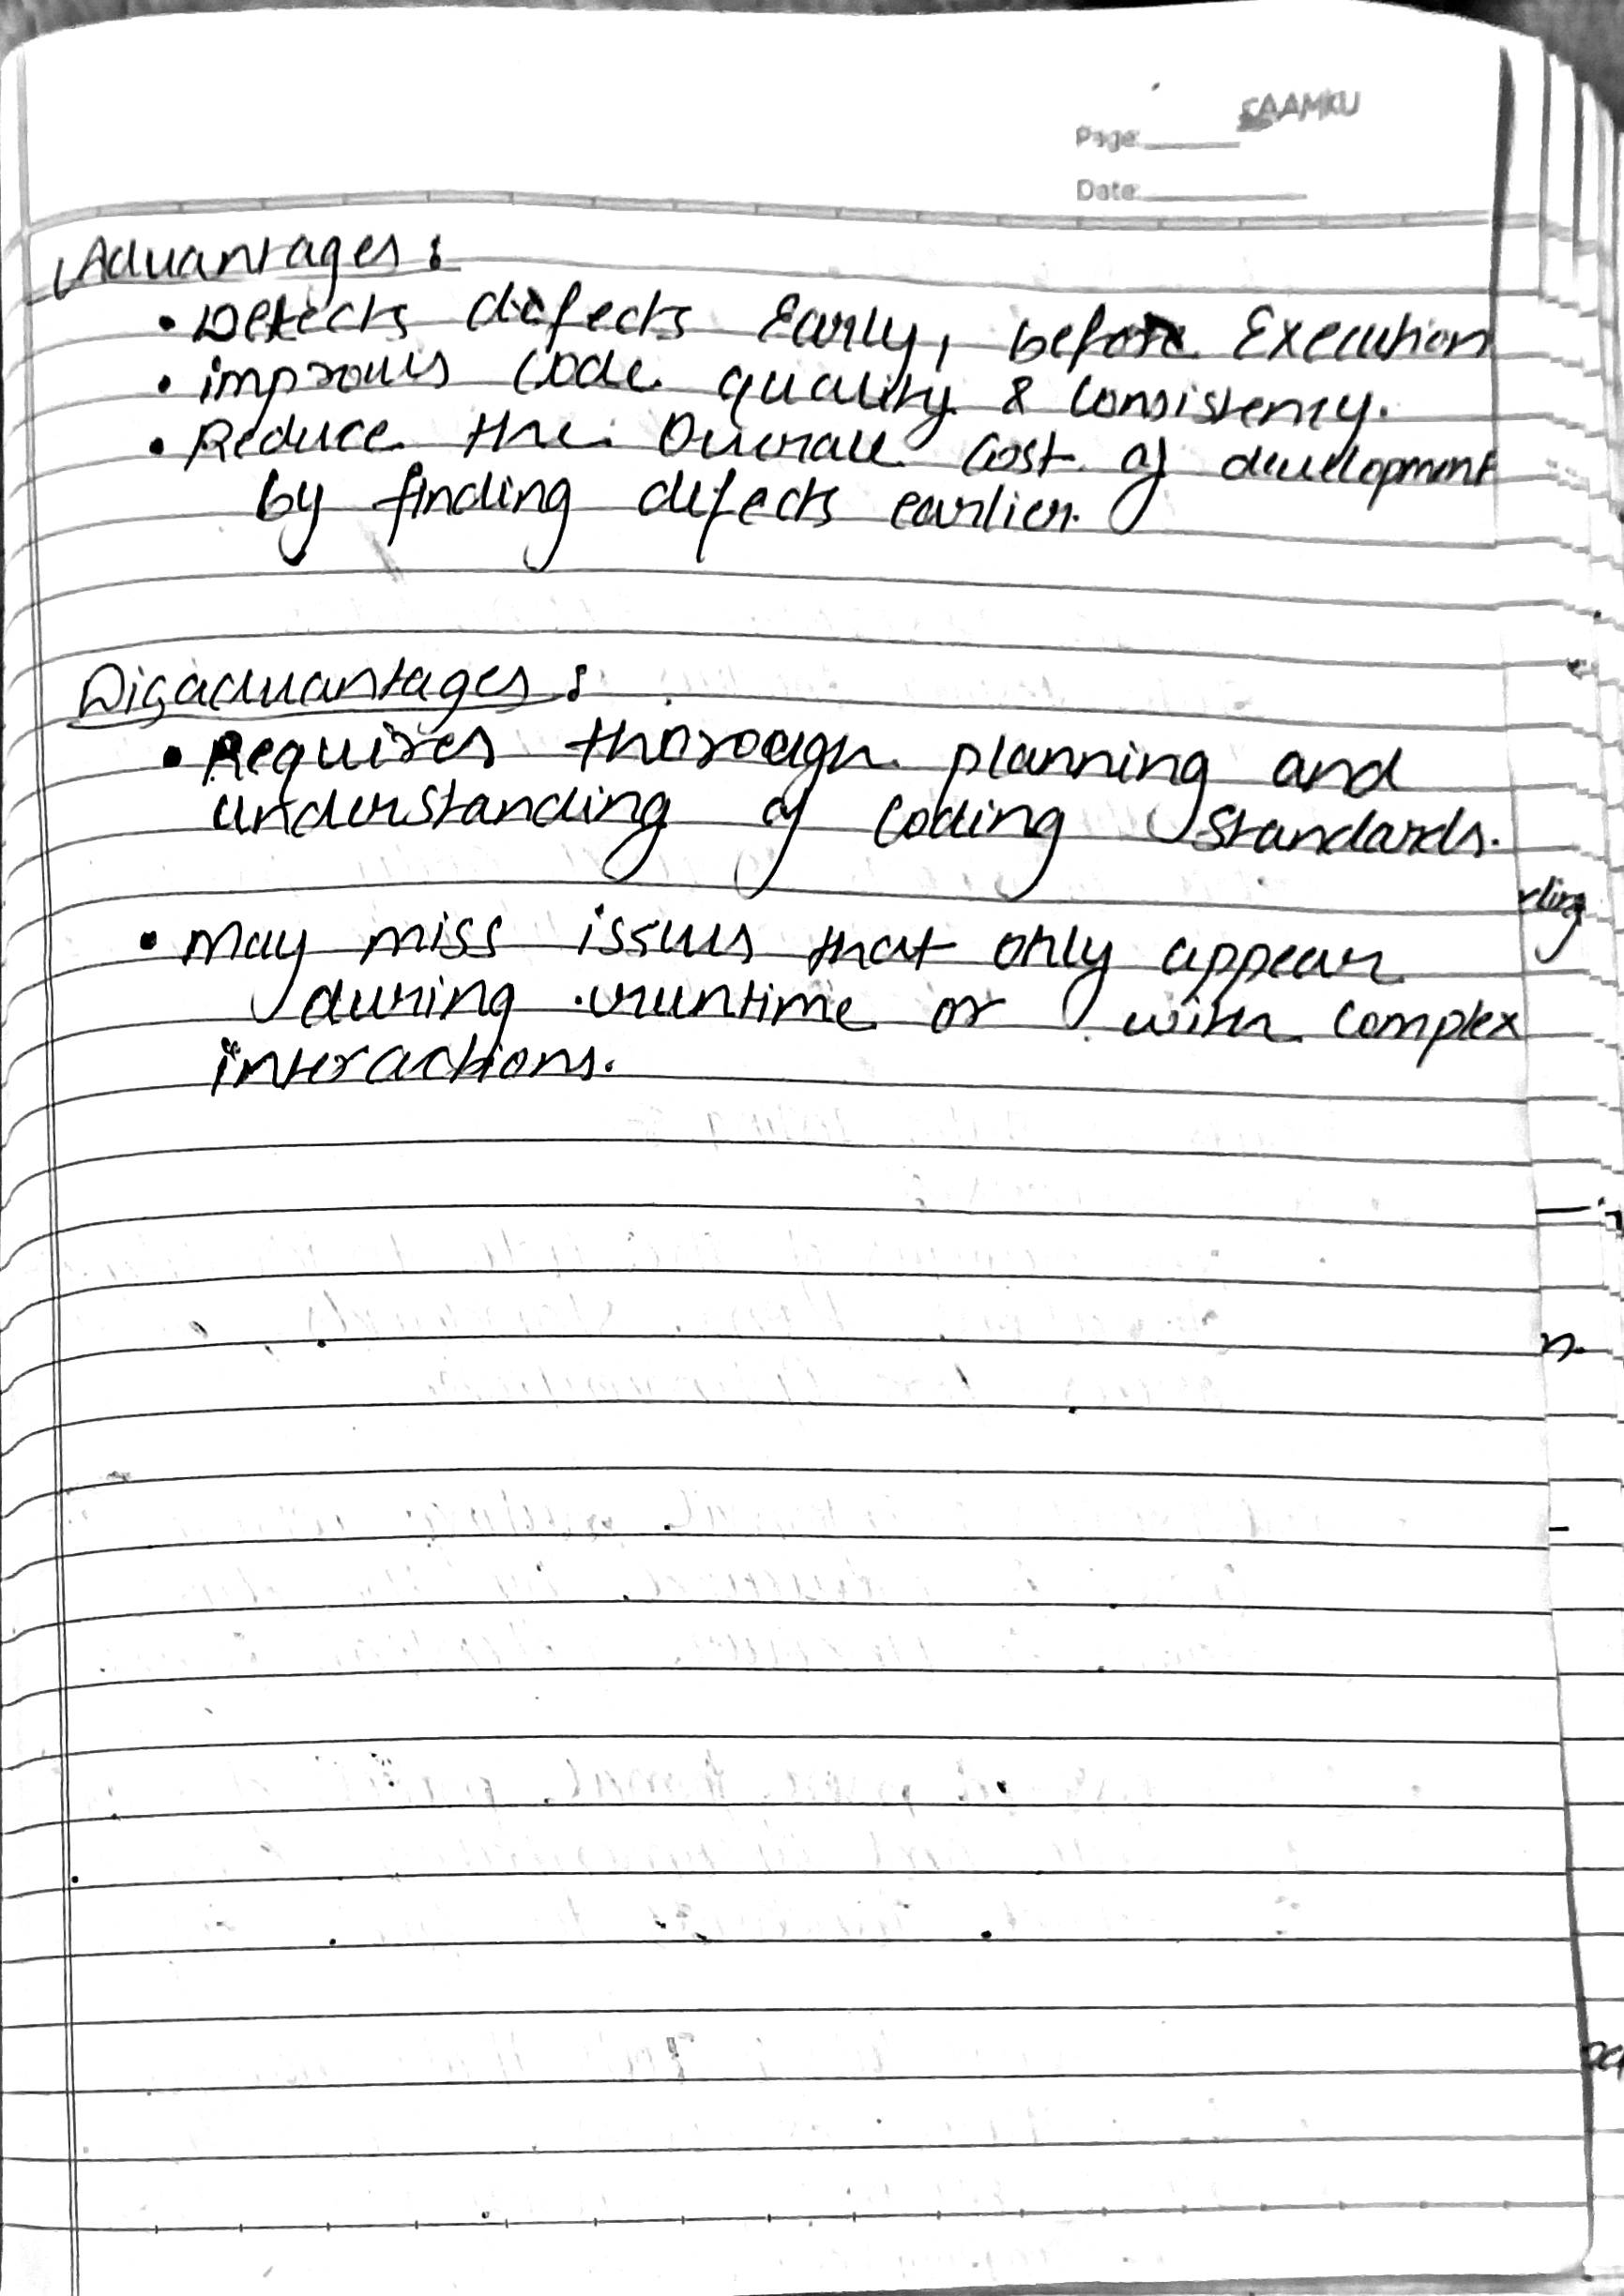 SAAMKU
Page:
Date:
Advantages :
• Detects defects Early, before Execution
• improves code quality & Consistency.
• Reduce the Overall Cost of development
by finding defects earlier.
Disadvantages :
• Requires thorough planning and
understanding of Coding Standards.
• may miss issues that only appear
during runtime or with complex
interactions.